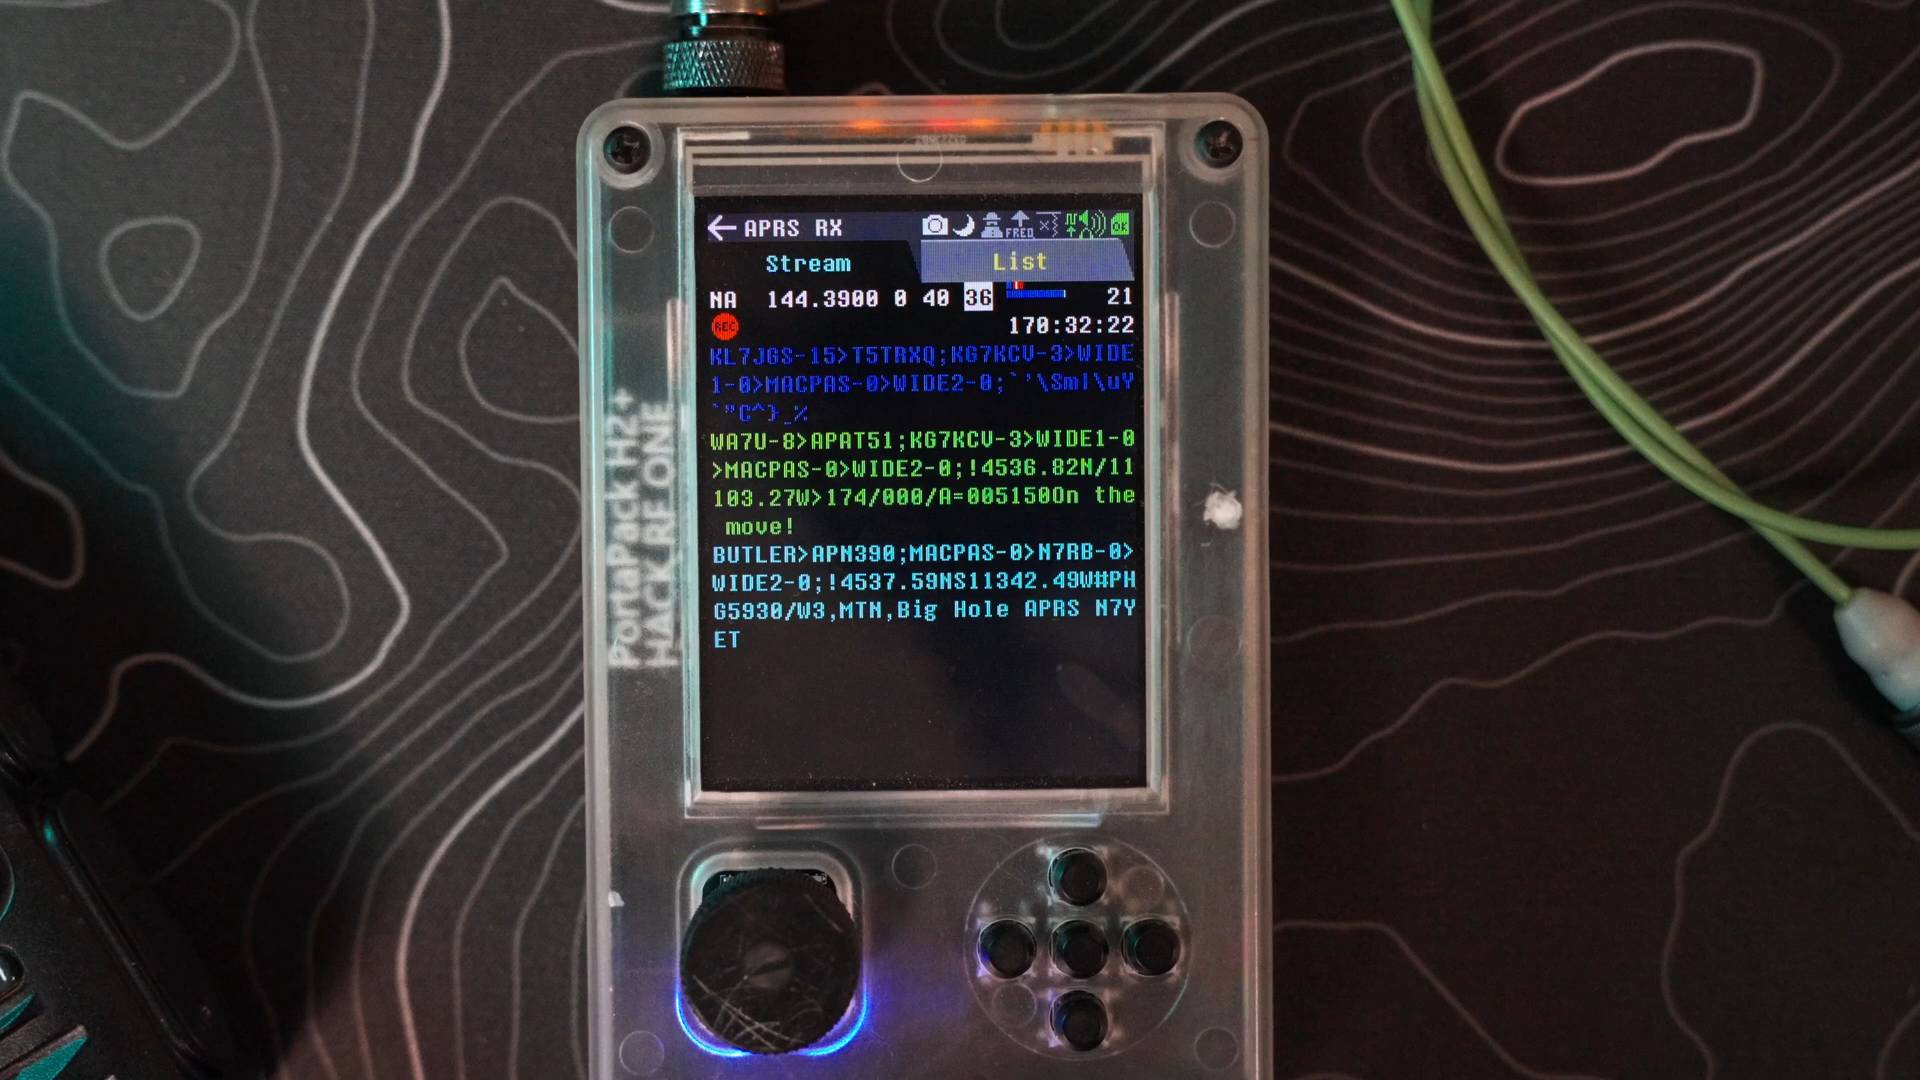 APRS RX
FREQ
OK
Stream List
NA 144.3900 0 40 36 21
REC 170:32:22
KL7JGS-15>T5TRXQ;KG7KCV-3>WIDE
1-0>MACPAS-0>WIDE2-0;`'\Sml\uY
`"C^}_%
WA7U-8>APAT51;KG7KCV-3>WIDE1-0
>MACPAS-0>WIDE2-0;!4536.82N/11
103.27W>174/000/A=005150On the
move!
BUTLER>APN390;MACPAS-0>N7RB-0>
WIDE2-0;!4537.59NS11342.49W#PH
G5930/W3,MTN,Big Hole APRS N7Y
ET
PortaPack H2+
HACK RF ONE